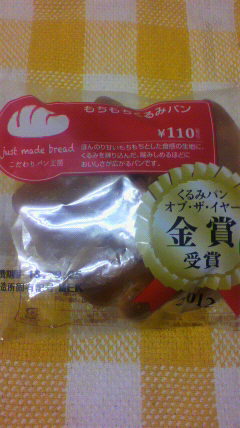 もちもちくるみパン
¥110
just made bread
こだわりパン工房
ほんのり甘いもちもちとした食感の生地に、
くるみを練り込んだ、噛みしめるほどに
おいしさが広がるパンです。
くるみパン
オブ・ザ・イヤー
金賞
受賞
2012